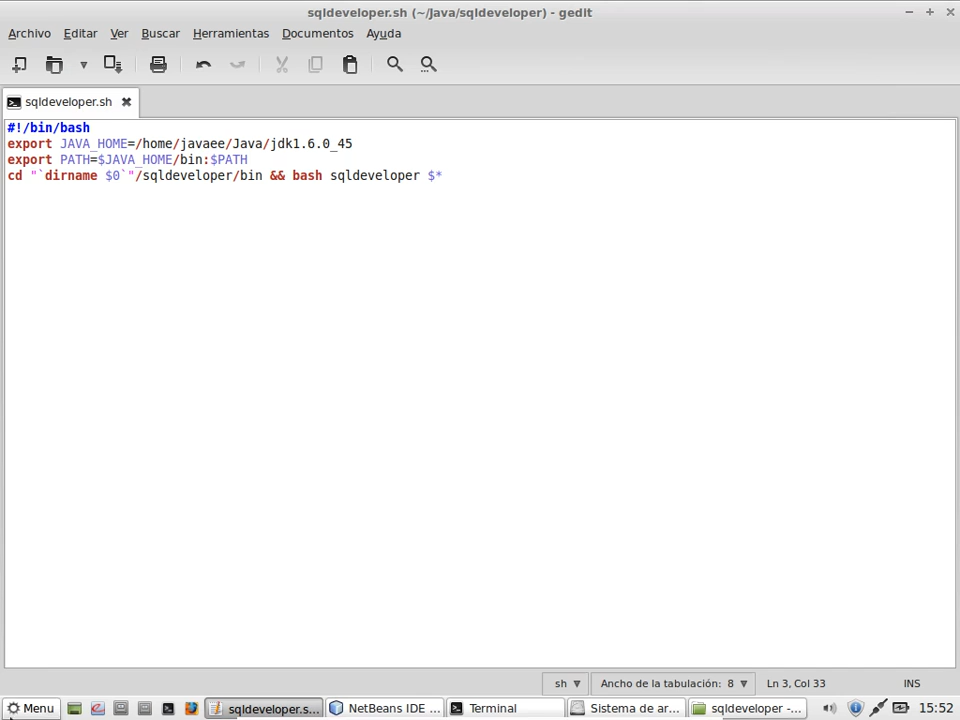 sqldeveloper.sh (~/Java/sqldeveloper) - gedit
Archivo Editar Ver Buscar Herramientas Documentos Ayuda
sqldeveloper.sh
#!/bin/bash
export JAVA_HOME=/home/javaee/Java/jdk1.6.0_45
export PATH=$JAVA_HOME/bin:$PATH
cd "`dirname $0`"/sqldeveloper/bin && bash sqldeveloper $*
sh Ancho de la tabulación: 8 Ln 3, Col 33 INS
Menu sqldeveloper.s... NetBeans IDE ... Terminal Sistema de ar... sqldeveloper -... 15:52